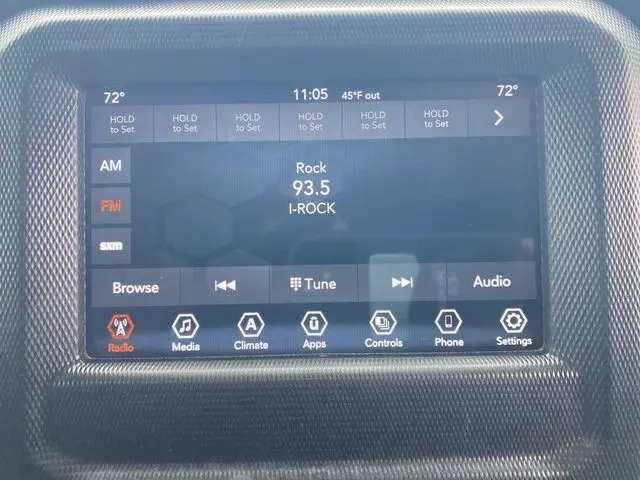 72° 11:05 45°F out 72°
HOLD to Set HOLD to Set HOLD to Set HOLD to Set HOLD to Set HOLD to Set
AM
Rock
93.5
FM
I-ROCK
sxm
Browse Tune Audio
Radio Media Climate Apps Controls Phone Settings